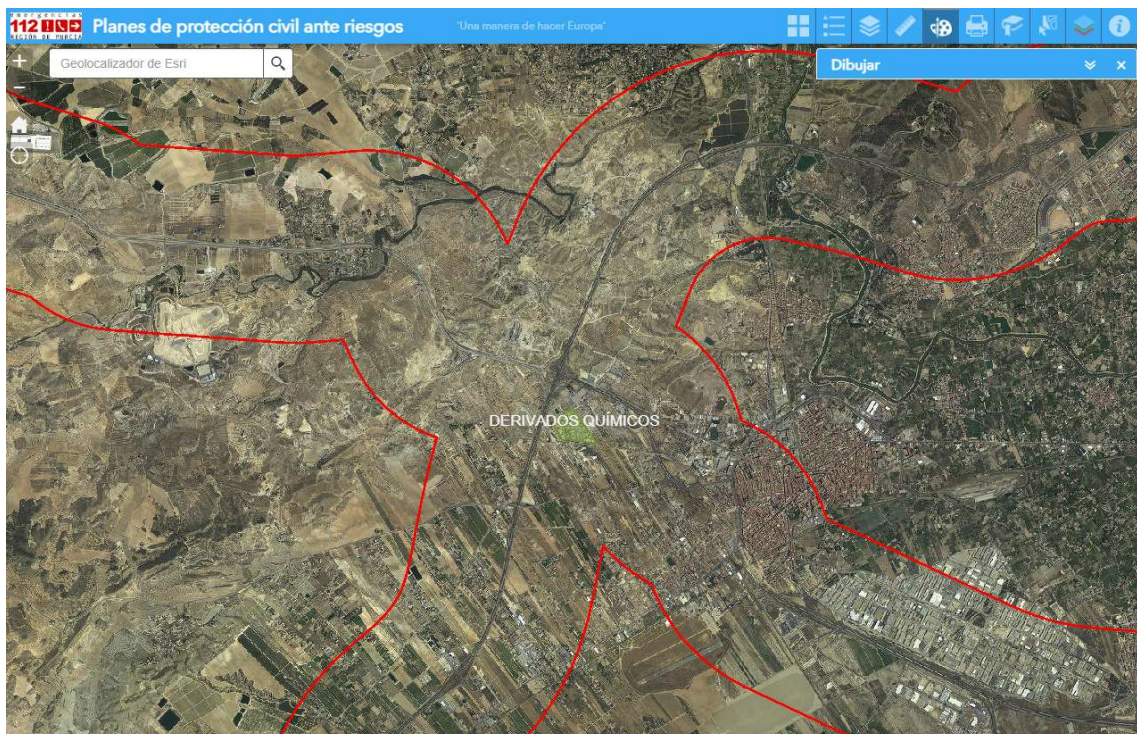 emergencias
112
REGIÓN DE MURCIA
Planes de protección civil ante riesgos
"Una manera de hacer Europa"
Geolocalizador de Esri
Dibujar
DERIVADOS QUÍMICOS